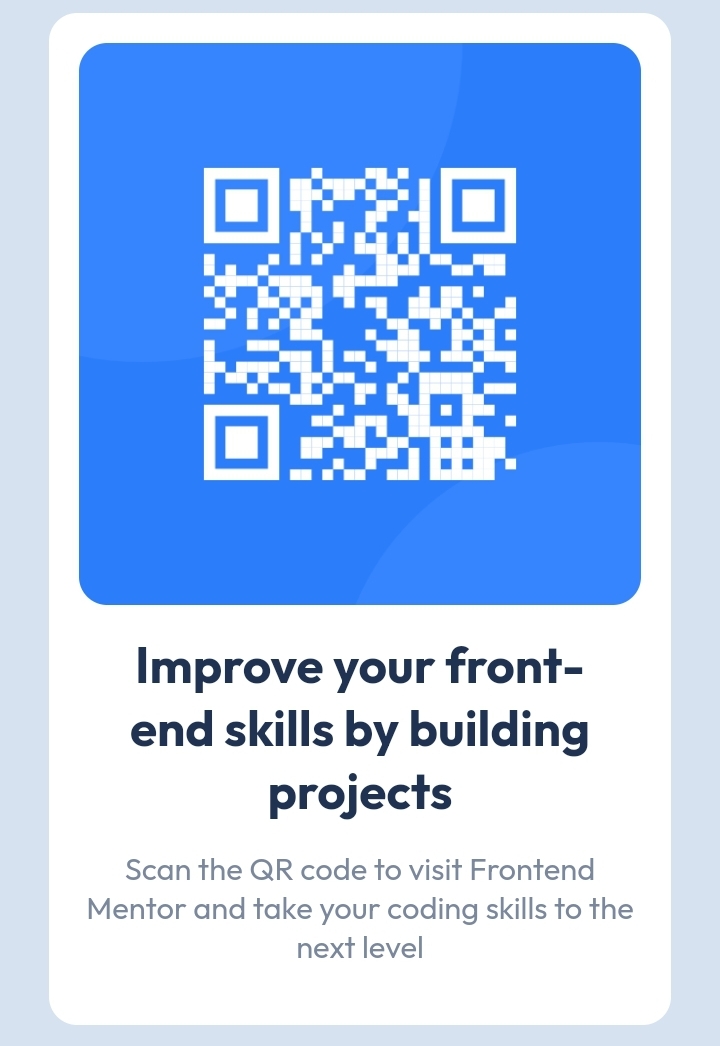 Improve your front-
end skills by building
projects
Scan the QR code to visit Frontend
Mentor and take your coding skills to the
next level